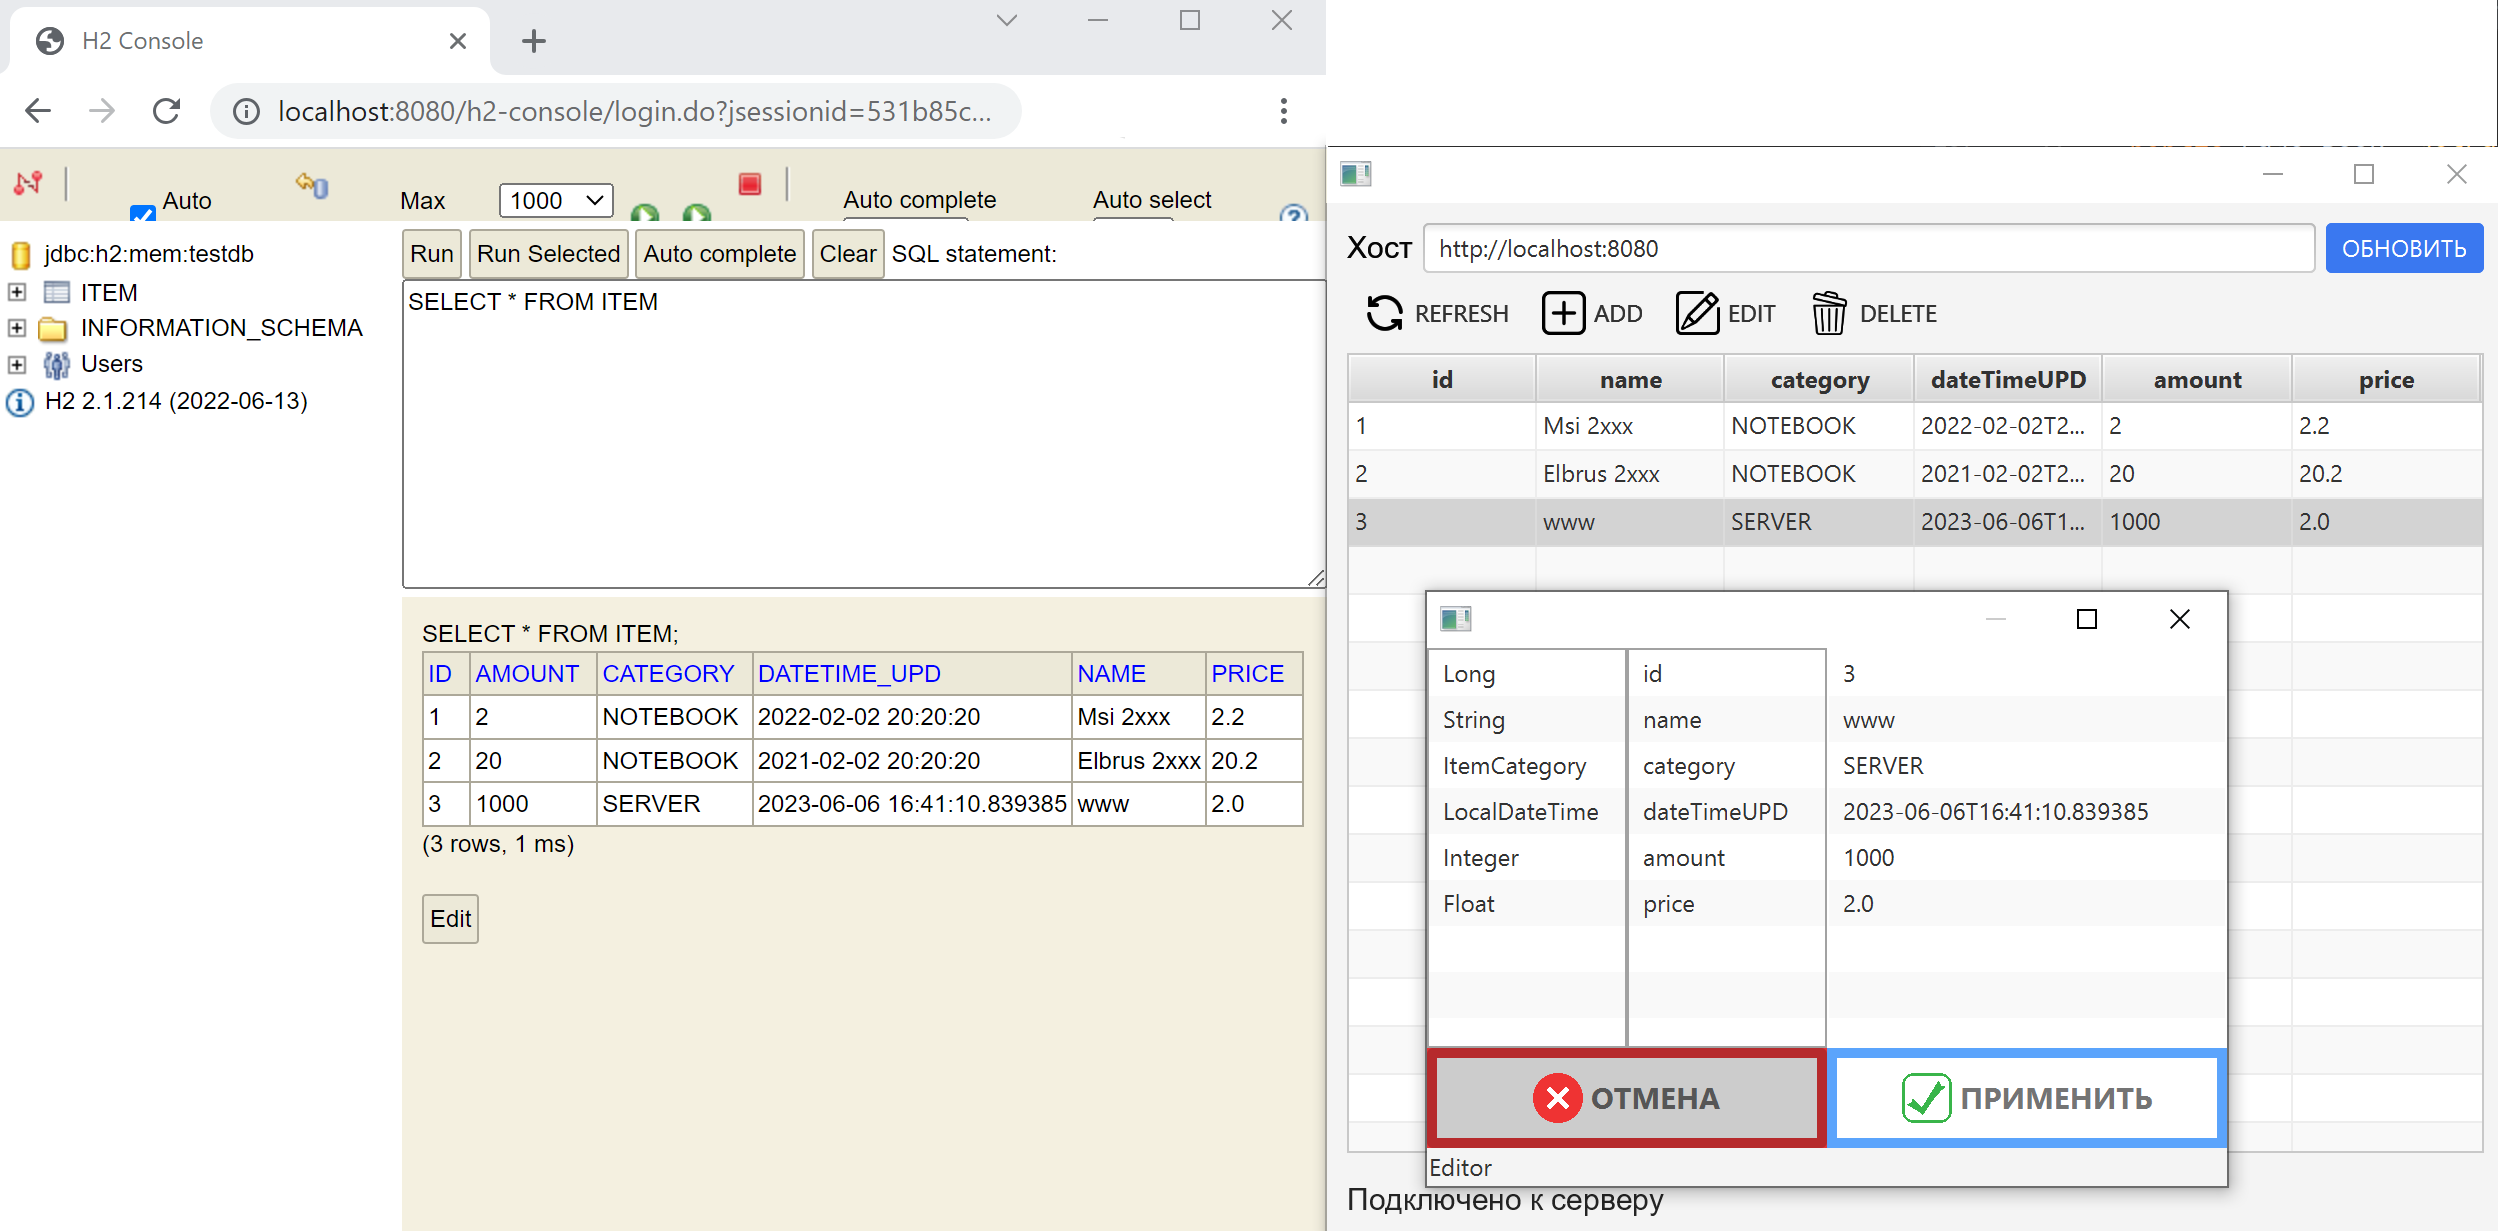 H2 Console
localhost:8080/h2-console/login.do?jsessionid=531b85c...
Auto
Max
1000
Auto complete
Auto select
jdbc:h2:mem:testdb
ITEM
INFORMATION_SCHEMA
Users
H2 2.1.214 (2022-06-13)
Run Run Selected Auto complete Clear SQL statement:
SELECT * FROM ITEM
SELECT * FROM ITEM;
ID AMOUNT CATEGORY DATETIME_UPD NAME PRICE
1 2 NOTEBOOK 2022-02-02 20:20:20 Msi 2xxx 2.2
2 20 NOTEBOOK 2021-02-02 20:20:20 Elbrus 2xxx 20.2
3 1000 SERVER 2023-06-06 16:41:10.839385 www 2.0
(3 rows, 1 ms)
Edit
Хост http://localhost:8080 ОБНОВИТЬ
REFRESH ADD EDIT DELETE
id name category dateTimeUPD amount price
1 Msi 2xxx NOTEBOOK 2022-02-02T2... 2 2.2
2 Elbrus 2xxx NOTEBOOK 2021-02-02T2... 20 20.2
3 www SERVER 2023-06-06T1... 1000 2.0
Long id 3
String name www
ItemCategory category SERVER
LocalDateTime dateTimeUPD 2023-06-06T16:41:10.839385
Integer amount 1000
Float price 2.0
ОТМЕНА ПРИМЕНИТЬ
Editor
Подключено к серверу